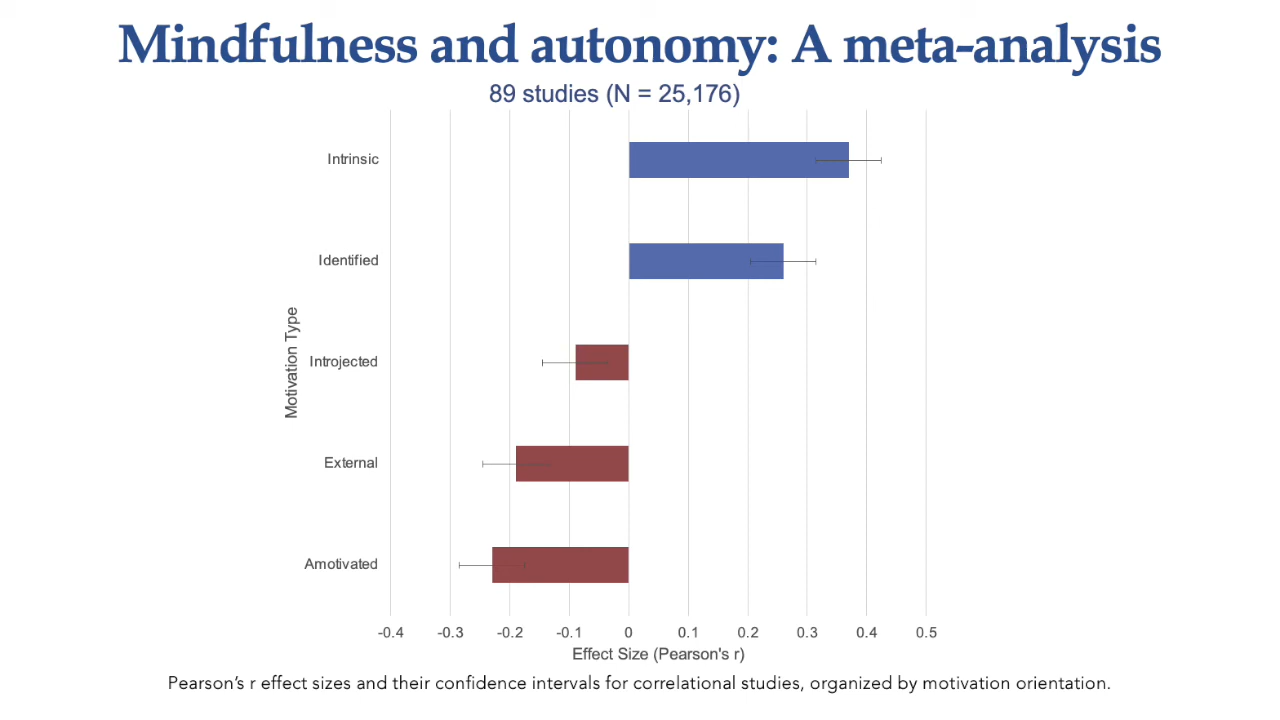 Mindfulness and autonomy: A meta-analysis
89 studies (N = 25,176)
Intrinsic
Identified
Introjected
External
Amotivated
Motivation Type
-0.4 -0.3 -0.2 -0.1 0 0.1 0.2 0.3 0.4 0.5
Effect Size (Pearson's r)
Pearson’s r effect sizes and their confidence intervals for correlational studies, organized by motivation orientation.